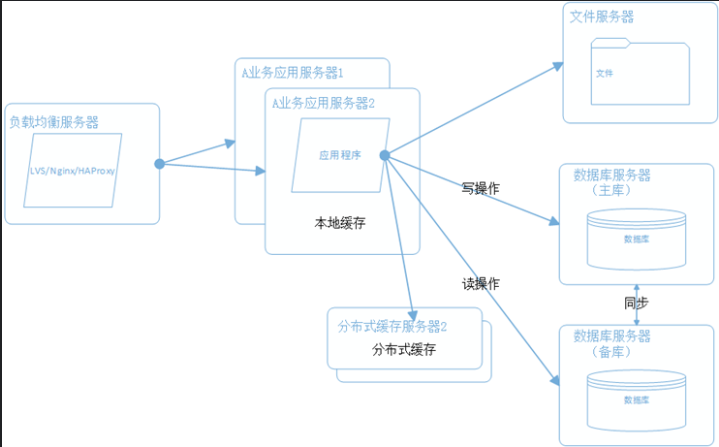 文件服务器
文件
A业务应用服务器1
A业务应用服务器2
应用程序
本地缓存
负载均衡服务器
LVS/Nginx/HAProxy
写操作
数据库服务器
（主库）
数据库
读操作
同步
分布式缓存服务器2
分布式缓存
数据库服务器
（备库）
数据库